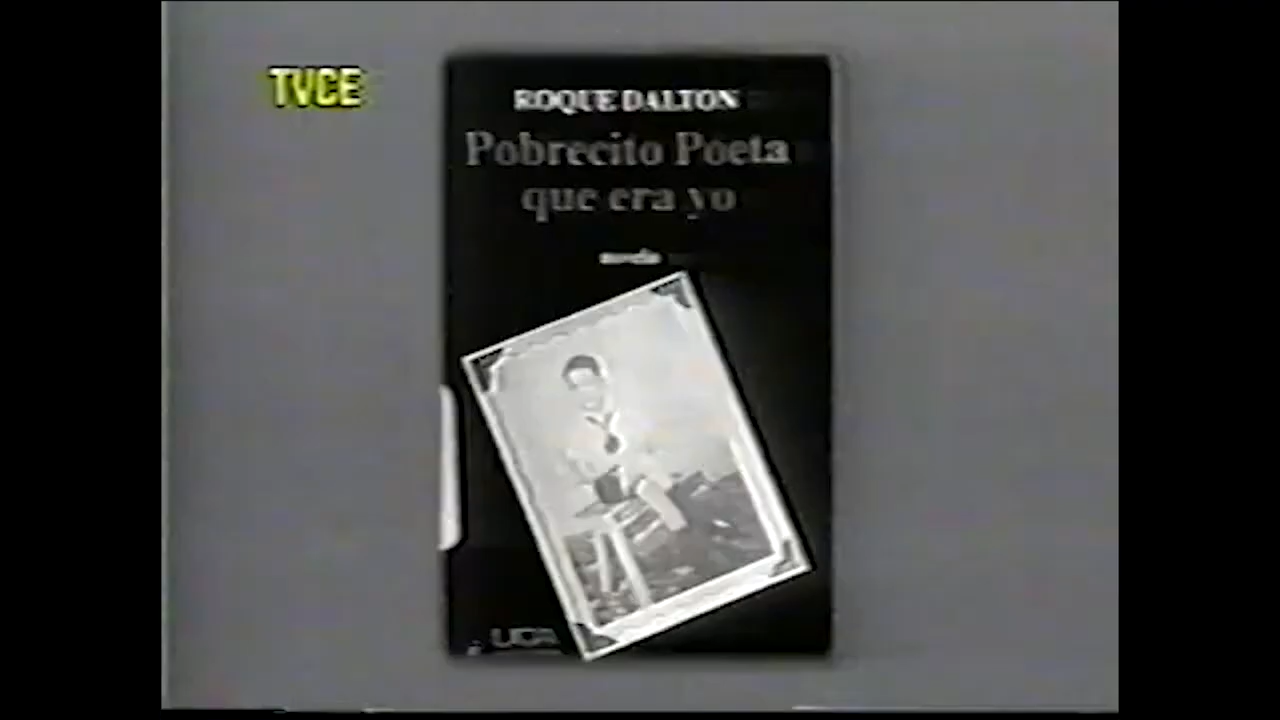 TVCE
ROQUE DALTON
Pobrecito Poeta
que era yo
novela
UCA